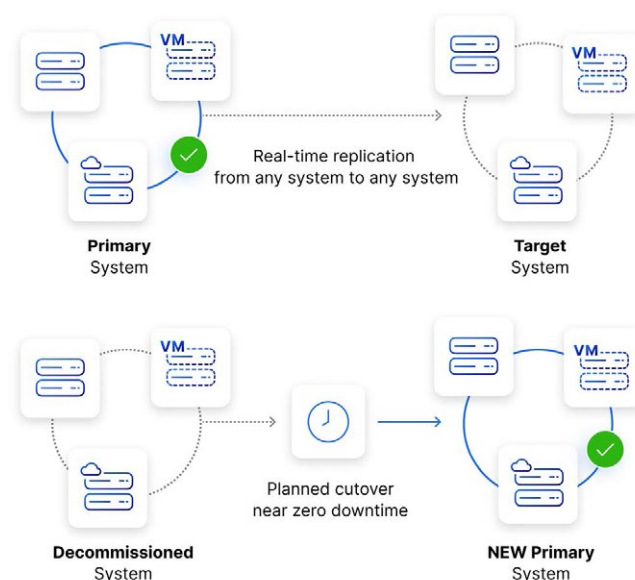 VM
VM
Real-time replication
from any system to any system
Primary
System
Target
System
VM
VM
Planned cutover
near zero downtime
Decommissioned
System
NEW Primary
System